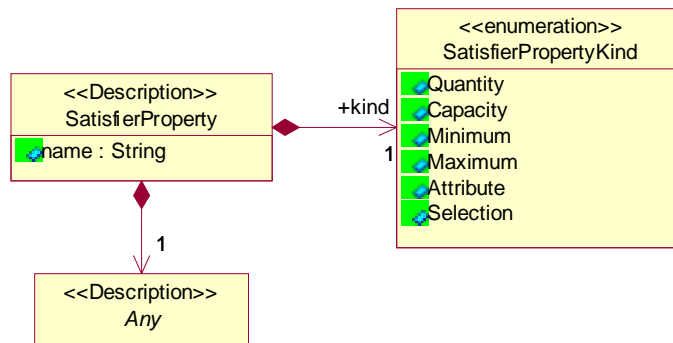 <<enumeration>>
SatisfierPropertyKind
Quantity
Capacity
Minimum
Maximum
Attribute
Selection
<<Description>>
SatisfierProperty
name : String
+kind
1
1
<<Description>>
Any